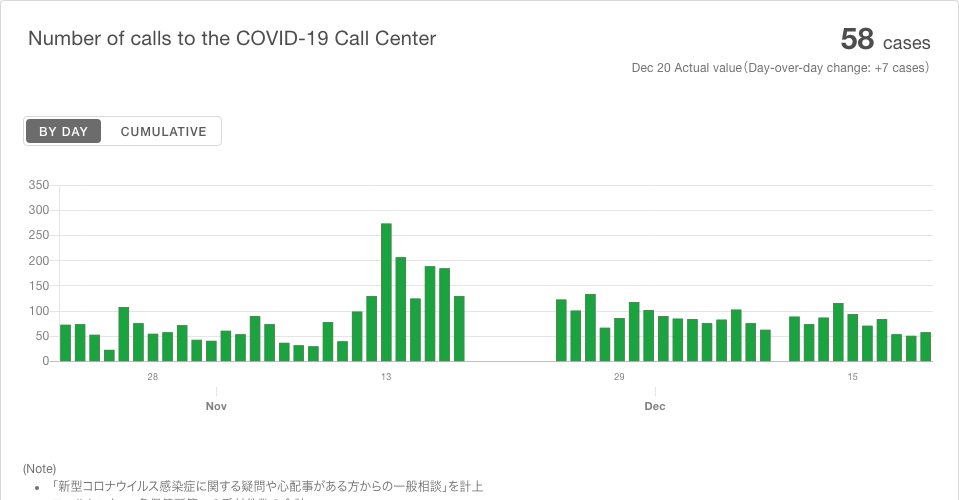 Number of calls to the COVID-19 Call Center
58 cases
Dec 20 Actual value（Day-over-day change: +7 cases）
BY DAY
CUMULATIVE
350
300
250
200
150
100
50
0
28
13
29
15
Nov
Dec
(Note)
• 「新型コロナウイルス感染症に関する疑問や心配事がある方からの一般相談」を計上